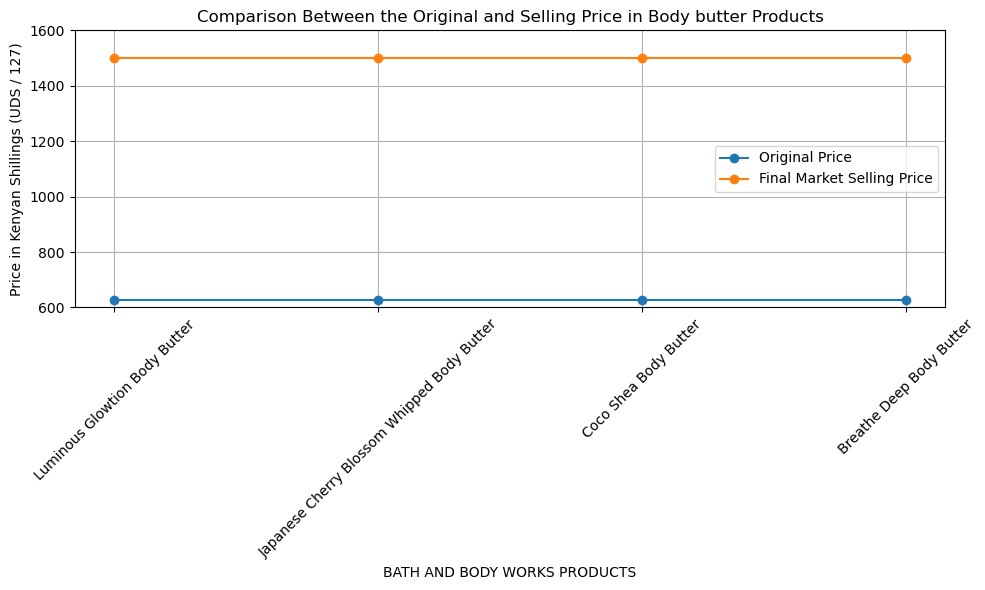 Comparison Between the Original and Selling Price in Body butter Products
Price in Kenyan Shillings (UDS / 127)
1600
1400
1200
1000
800
600
Original Price
Final Market Selling Price
Luminous Glowtion Body Butter
Japanese Cherry Blossom Whipped Body Butter
Coco Shea Body Butter
Breathe Deep Body Butter
BATH AND BODY WORKS PRODUCTS